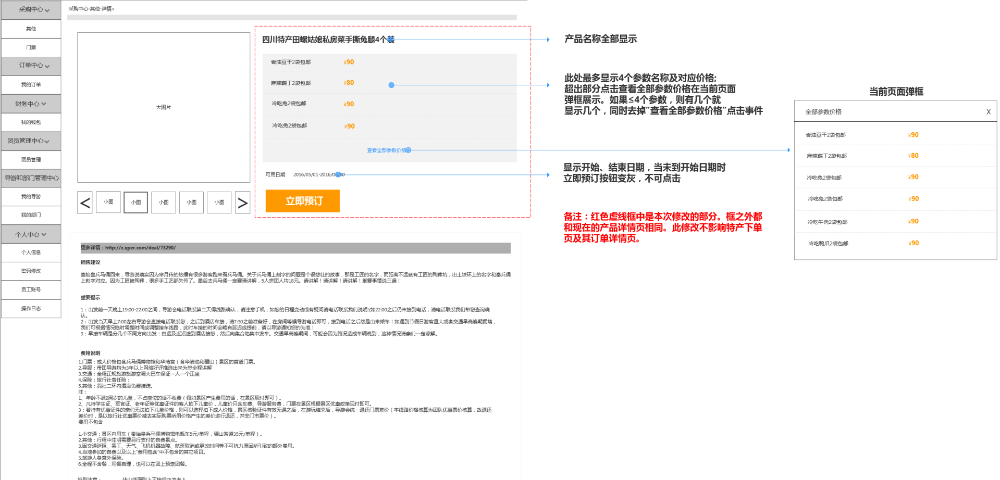 采购中心
其他
门票
订单中心
我的订单
财务中心
我的钱包
团员管理中心
团员管理
导游和部门管理中心
我的导游
我的部门
个人中心
个人信息
密码修改
员工账号
操作日志
采购中心-其他-详情>
大图片
<
小图
小图
小图
小图
小图
>
四川特产田螺姑娘私房菜手撕兔腿4个装
香油豆干2袋包邮 ¥90
麻辣藕丁2袋包邮 ¥80
冷吃兔2袋包邮 ¥90
冷吃兔2袋包邮 ¥90
查看全部参数价格
可用日期 2016/05/01-2016/06/30
立即预订
产品名称全部显示
此处最多显示4个参数名称及对应价格;
超出部分点击查看全部参数价格在当前页面
弹框展示。如果≤4个参数，则有几个就
显示几个，同时去掉“查看全部参数价格”点击事件
显示开始、结束日期，当未到开始日期时
立即预订按钮变灰，不可点击
备注：红色虚线框中是本次修改的部分。框之外都
和现在的产品详情页相同。此修改不影响特产下单
页及其订单详情页。
当前页面弹框
全部参数价格 X
香油豆干2袋包邮 ¥90
麻辣藕丁2袋包邮 ¥80
冷吃兔2袋包邮 ¥90
冷吃兔2袋包邮 ¥90
冷吃牛肉2袋包邮 ¥90
冷吃鸭爪2袋包邮 ¥90
更多详情：http://z.qyer.com/deal/73290/
销售建议
秦始皇兵马俑回来，导游说确实因为芈月传的热播有很多游客跑来看兵马俑。关于兵马俑上刻字的问题是个很悲壮的故事，那是工匠的名字，而距离不远就有工匠的殉葬坑，出土铁环上的名字和秦兵俑
上刻字对应。因为工匠被殉葬，很多手工艺都失传了。最后去兵马俑一定要请讲解，5人拼团人均18元。请讲解！请讲解！请讲解！重要事情说三遍！
重要提示
1：出发前一天晚上19:00-22:00之间，导游会电话联系第二天得线路确认，请注意手机，如您的日程变动或有疑问请电话联系我们说明!(如22:00之后仍未接到电话，请电话联系我们帮您查询确
认。
2：出发当天早上7:00左右导游会直接电话联系您，之后到酒店车接，请7:30之前准备好，在房间等候导游电话即可，接到电话之后然是出来乘车！如遇到节假日游客量大或者交通早高峰期拥堵，
我们可根据情况临时调整时间或调整接车线路，此时车接的时间会略有延迟或提前，请以导游通知您的为准！
3：早接车辆是分几个不同方向出发；由远及近沿途到酒店接您，然后向集合地集中发车。交通早高峰期间，可能会因为路况造成车辆晚到，这种情况请亲们一定谅解。
费用说明
1.门票：成人价格包含兵马俑博物馆和华清宫（含华清池和骊山）景区的首道门票。
2.导服：带团导游均为3年以上网络好评推选出来为您全程讲解
3.交通：全程正规旅游旅游空调大巴车保证一人一个正坐
4.保险：旅行社责任险；
5.其他：我社二环内酒店免费接送。
注：
1、年龄不满2周岁的儿童，不占座位的话不收费（假如景区产生费用的话，在景区现付即可）。
2、凡持学生证、军官证、老年证等优惠证件的客人拍下儿童价，儿童价只含车费、导游服务费，门票在景区根据景区优惠政策现付即可。
3：若持有优惠证件的亲们无法拍下儿童价格，则可以选择拍下成人价格，景区核验证件有效无误之后，在游玩结束后，导游会统一退还门票差价（本线路价格核算为团队优惠票价核算，故退还
差价时，是以旅行社优惠票价减去实际购票所用价格产生的差价进行退还，并非门市票价）。
费用不包含
1.小交通：景区内用车（秦始皇兵马俑博物馆电瓶车5元/单程，骊山索道35元/单程）。
2.其他：行程中注明需要另行支付的自费景点。
3.因交通延阻、罢工、天气、飞机机器故障、航班取消或更改时间等不可抗力原因所引致的额外费用。
4.当地参加的自费以及以上“费用包含”中不包含的其它项目。
5.旅游人身意外保险。
6.全程不含餐，用餐自理，也可以在团上预定团餐。
特别注意： 华山线原则上不接受75岁老人